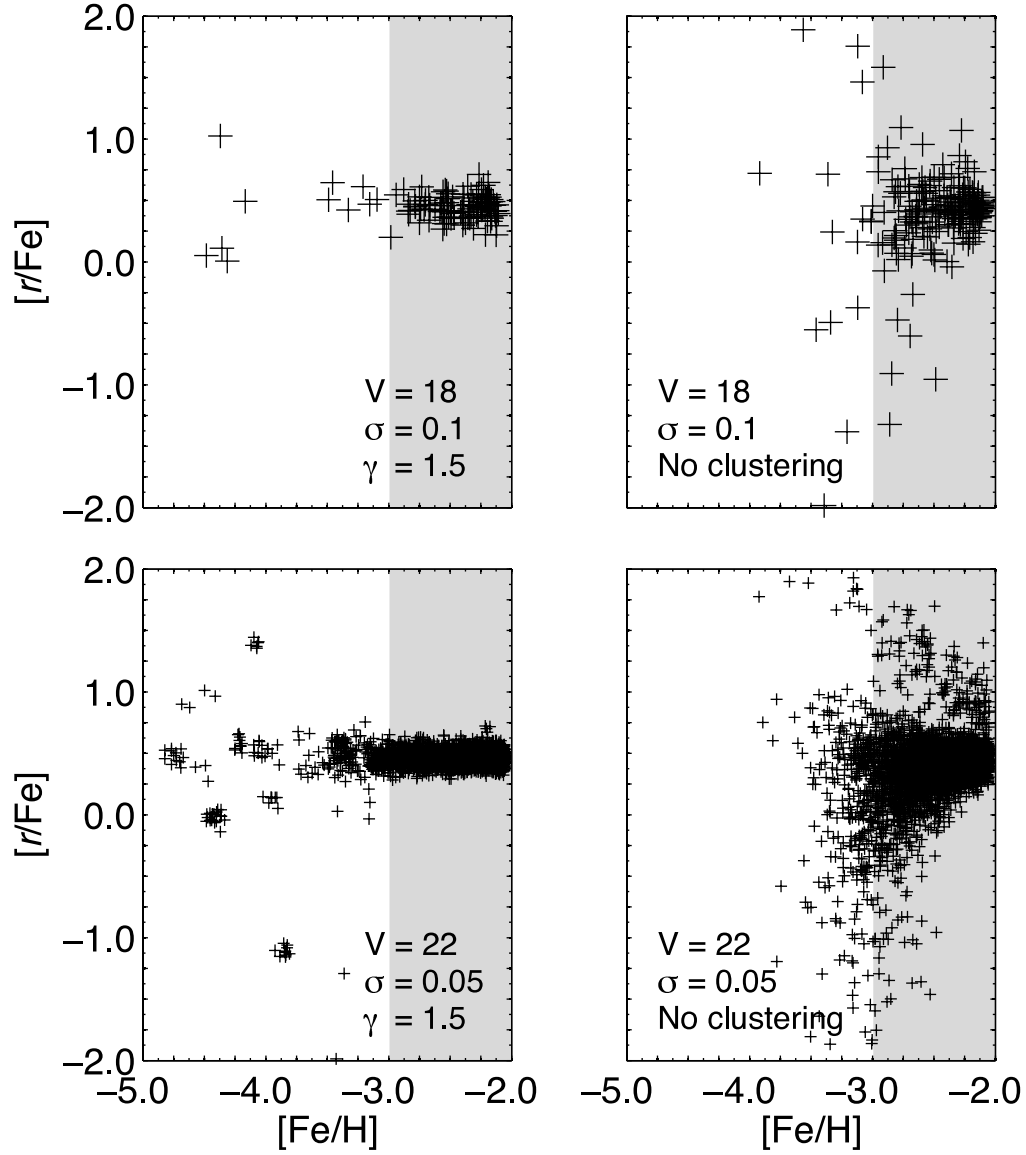 2.0
1.0
0.0
−1.0
−2.0
[r/Fe]
V = 18
σ = 0.1
γ = 1.5
V = 18
σ = 0.1
No clustering
2.0
1.0
0.0
−1.0
−2.0
[r/Fe]
V = 22
σ = 0.05
γ = 1.5
V = 22
σ = 0.05
No clustering
−5.0 −4.0 −3.0 −2.0
[Fe/H]
−5.0 −4.0 −3.0 −2.0
[Fe/H]